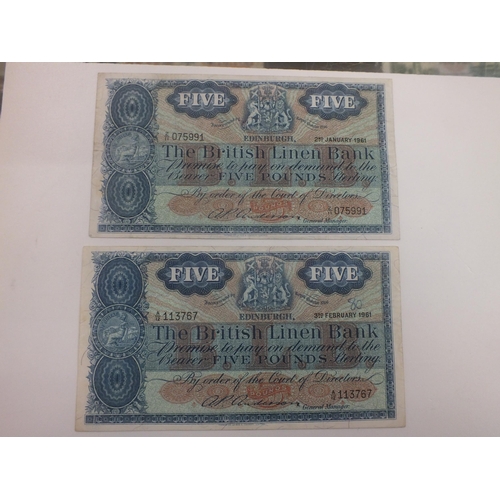 FIVE FIVE
EDINBURGH, 2ND JANUARY 1961
075991
The British Linen Bank
Promise to pay on demand to the
Bearer FIVE POUNDS Sterling.
By order of the Court of Directors.
075991
General Manager
FIVE FIVE
EDINBURGH, 3RD FEBRUARY 1961
113767
The British Linen Bank
Promise to pay on demand to the
Bearer FIVE POUNDS Sterling.
By order of the Court of Directors.
113767
General Manager